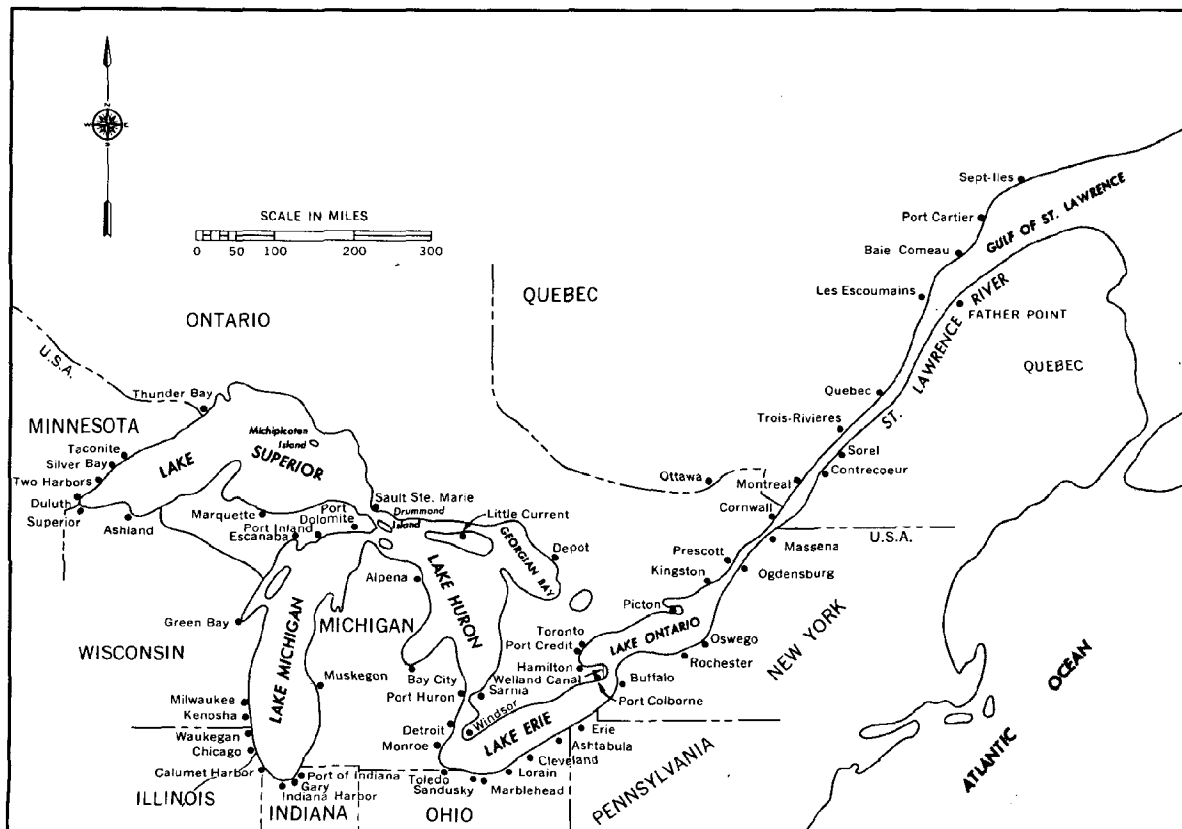 N
W
E
SCALE IN MILES
0 50 100 200 300
Sept-Iles
Port Cartier
GULF OF ST. LAWRENCE
Baie Comeau
Les Escoumains
QUEBEC
ST. LAWRENCE RIVER
FATHER POINT
ONTARIO
U.S.A.
QUEBEC
Thunder Bay
Quebec
MINNESOTA
Michipicoten
Island
Trois-Rivieres
Taconite
Silver Bay
LAKE
SUPERIOR
Sorel
Two Harbors
Ottawa
Montreal
Contrecoeur
Duluth
Superior
Ashland
Marquette
Port Inland
Escanaba
Port
Dolomite
Sault Ste. Marie
Drummond
Island
Little Current
Cornwall
U.S.A.
GEORGIAN BAY
Depot
Prescott
Massena
Kingston
Ogdensburg
Alpena
LAKE HURON
Picton
Green Bay
LAKE MICHIGAN
MICHIGAN
Toronto
Port Credit
LAKE ONTARIO
Oswego
NEW YORK
WISCONSIN
Hamilton
Rochester
Welland Canal
Bay City
Buffalo
Muskegon
Port Huron
Sarnia
Port Colborne
Milwaukee
Kenosha
Windsor
Detroit
LAKE ERIE
Erie
Waukegan
Monroe
Ashtabula
Chicago
Cleveland
Calumet Harbor
Port of Indiana
Toledo
Lorain
Gary
Sandusky
Marblehead
Indiana Harbor
ILLINOIS
INDIANA
OHIO
PENNSYLVANIA
ATLANTIC OCEAN